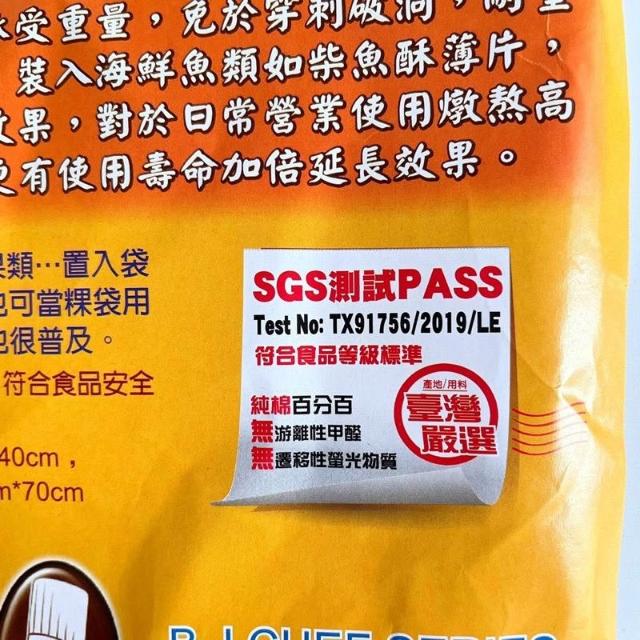 承受重量，免於穿刺破洞，耐重
裝入海鮮魚類如柴魚酥薄片，
效果，對於日常營業使用燉熬高
更有使用壽命加倍延長效果。
粿類…置入袋
也可當粿袋用
也很普及。
符合食品安全
40cm，
m*70cm
SGS測試PASS
Test No: TX91756/2019/LE
符合食品等級標準
純棉百分百
無游離性甲醛
無遷移性螢光物質
產地/用料
臺灣
嚴選